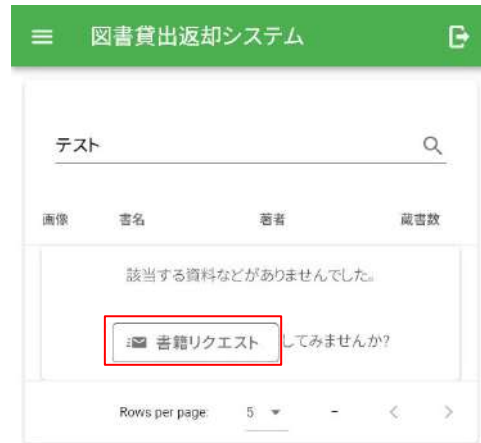 図書貸出返却システム
テスト
画像 書名 著者 蔵書数
該当する資料などがありませんでした。
書籍リクエスト してみませんか?
Rows per page: 5 -